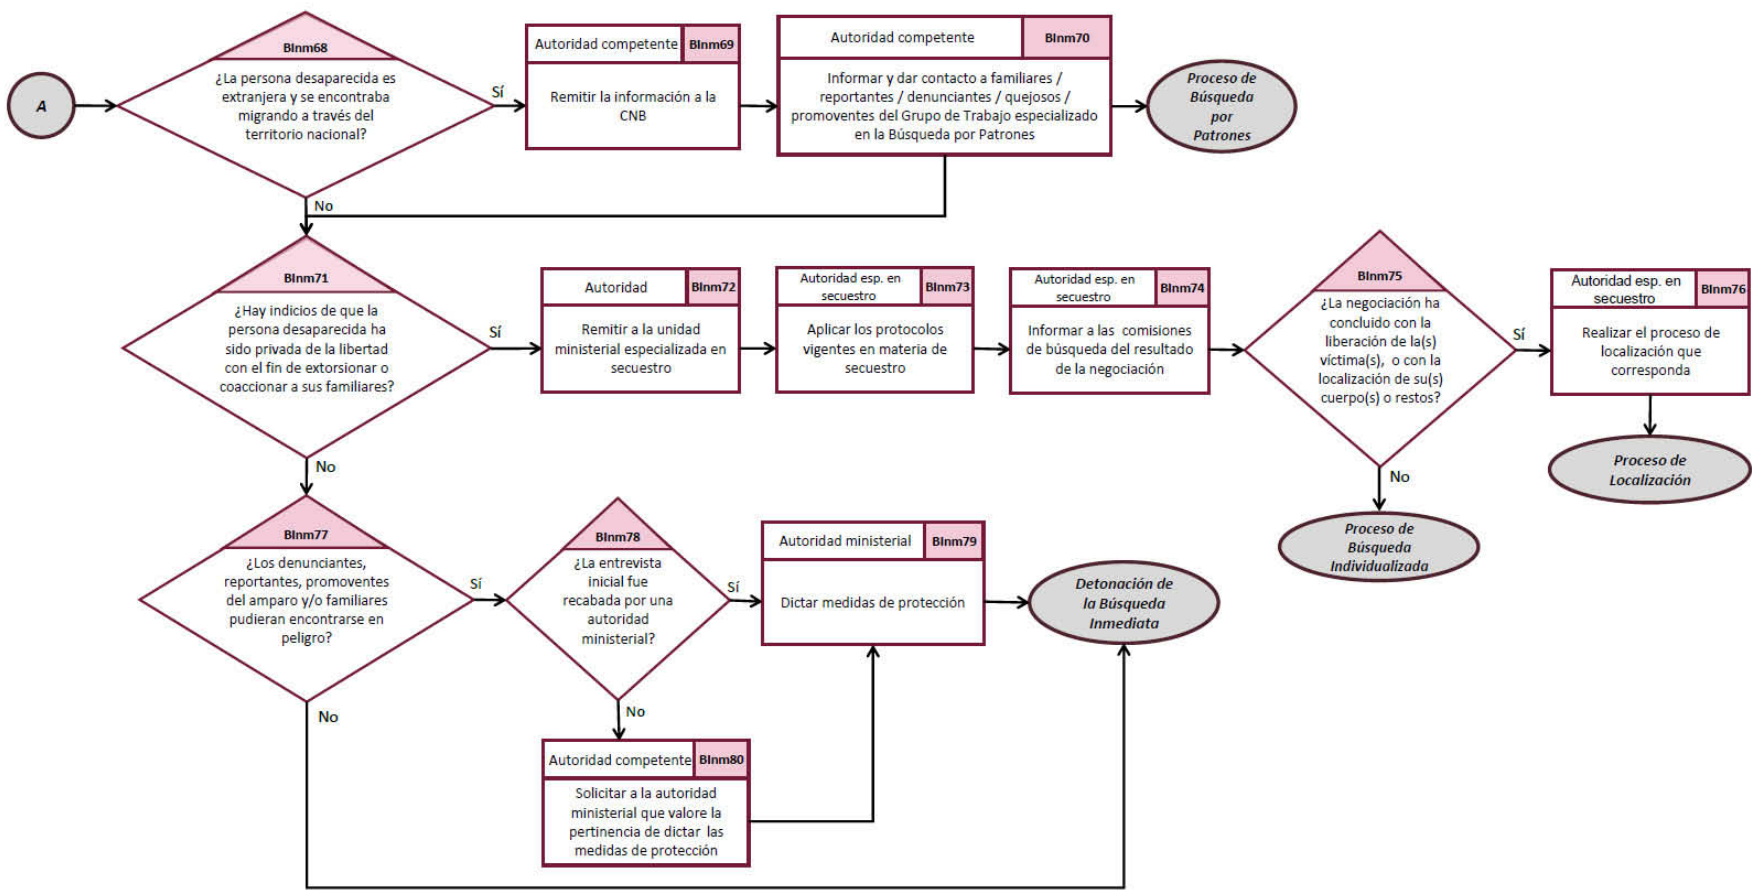 A
BInm68
¿La persona desaparecida es
extranjera y se encontraba
migrando a través del
territorio nacional?
Sí
No
Autoridad competente
BInm69
Remitir la información a la
CNB
Autoridad competente
BInm70
Informar y dar contacto a familiares /
reportantes / denunciantes / quejosos /
promoventes del Grupo de Trabajo especializado
en la Búsqueda por Patrones
Proceso de
Búsqueda
por
Patrones
BInm71
¿Hay indicios de que la
persona desaparecida ha
sido privada de la libertad
con el fin de extorsionar o
coaccionar a sus familiares?
Sí
No
Autoridad
BInm72
Remitir a la unidad
ministerial especializada en
secuestro
Autoridad esp. en
secuestro
BInm73
Aplicar los protocolos
vigentes en materia de
secuestro
Autoridad esp. en
secuestro
BInm74
Informar a las comisiones
de búsqueda del resultado
de la negociación
BInm75
¿La negociación ha
concluido con la
liberación de la(s)
víctima(s), o con la
localización de su(s)
cuerpo(s) o restos?
Sí
No
Autoridad esp. en
secuestro
BInm76
Realizar el proceso de
localización que
corresponda
Proceso de
Localización
Proceso de
Búsqueda
Individualizada
BInm77
¿Los denunciantes,
reportantes, promoventes
del amparo y/o familiares
pudieran encontrarse en
peligro?
Sí
No
BInm78
¿La entrevista
inicial fue
recabada por una
autoridad
ministerial?
Sí
No
Autoridad ministerial
BInm79
Dictar medidas de protección
Detonación de
la Búsqueda
Inmediata
Autoridad competente
BInm80
Solicitar a la autoridad
ministerial que valore la
pertinencia de dictar las
medidas de protección